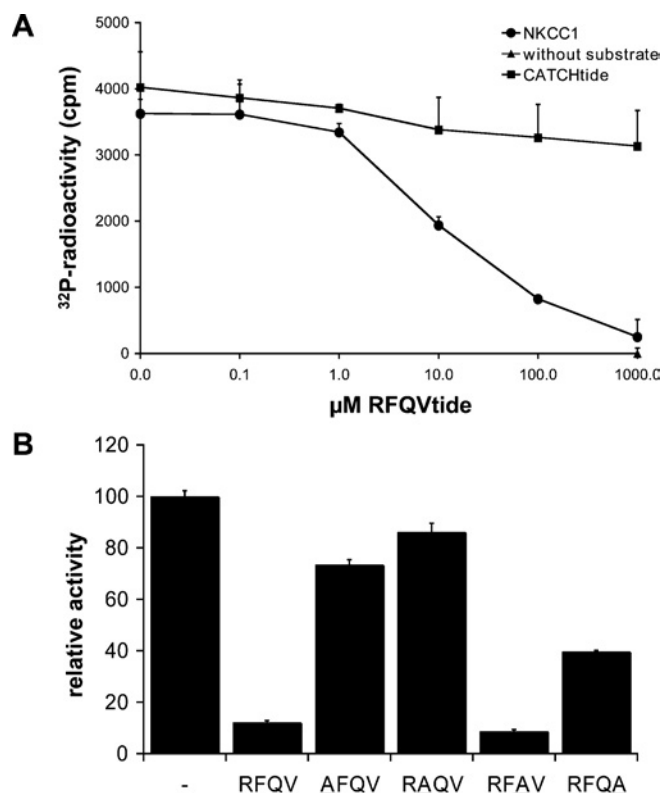 A
5000
4000
3000
2000
1000
0
³²P-radioactivity (cpm)
NKCC1
without substrate
CATCHtide
0.0 0.1 1.0 10.0 100.0 1000.0
µM RFQVtide
B
120
100
80
60
40
20
0
relative activity
- RFQV AFQV RAQV RFAV RFQA